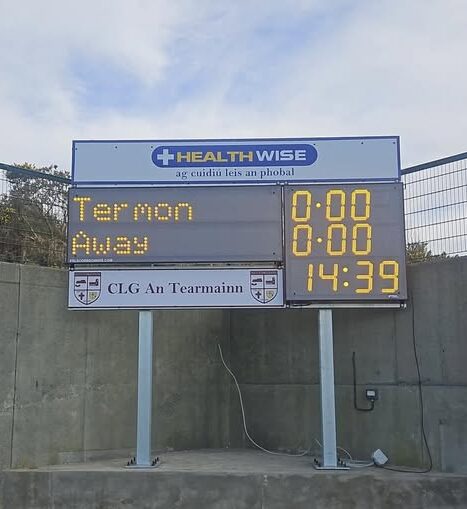 HEALTHWISE
ag cuidiú leis an phobal
Termon 0:00
Away 0:00
14:39
CLG An Tearmainn